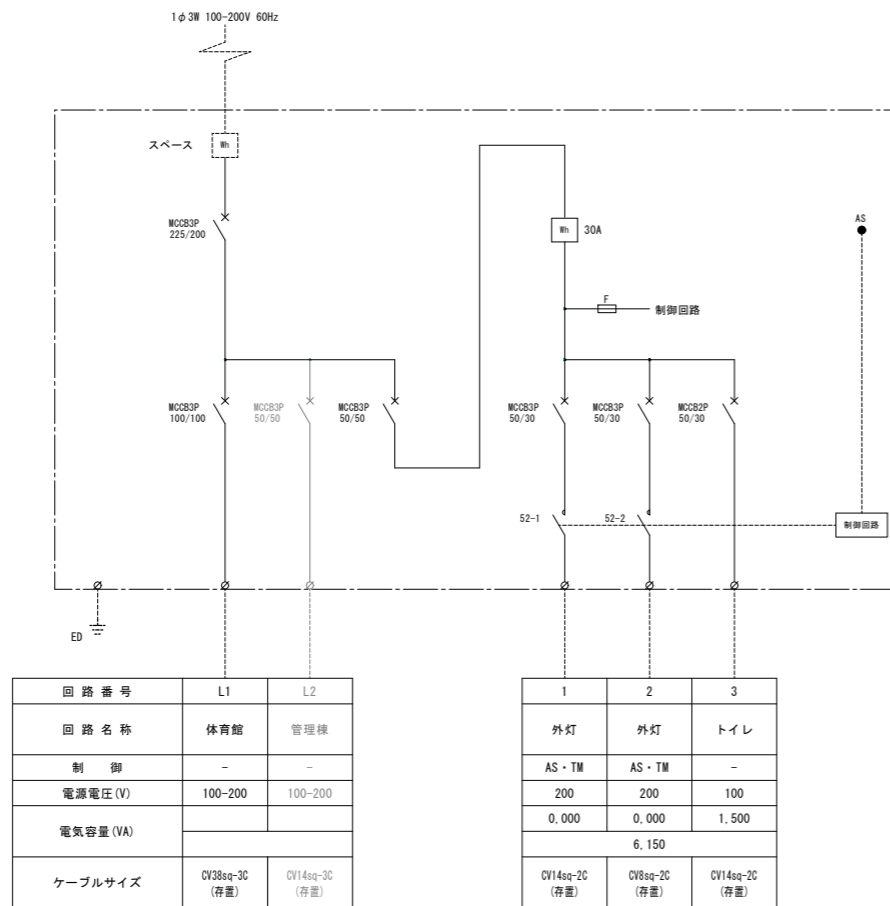 1φ3W 100-200V 60Hz
スペース
Wh
MCCB3P
225/200
Wh
30A
AS
F
制御回路
MCCB3P
100/100
MCCB3P
50/50
MCCB3P
50/50
MCCB3P
50/30
MCCB3P
50/30
MCCB2P
50/30
52-1
52-2
制御回路
ED
回路番号 L1 L2
回路名称 体育館 管理棟
制 御 - -
電源電圧(V) 100-200 100-200
電気容量(VA)
ケーブルサイズ CV38sq-3C CV14sq-3C
(存置) (存置)
1 2 3
外灯 外灯 トイレ
AS・TM AS・TM -
200 200 100
0,000 0,000 1,500
6,150
CV14sq-2C CV8sq-2C CV14sq-2C
(存置) (存置) (存置)